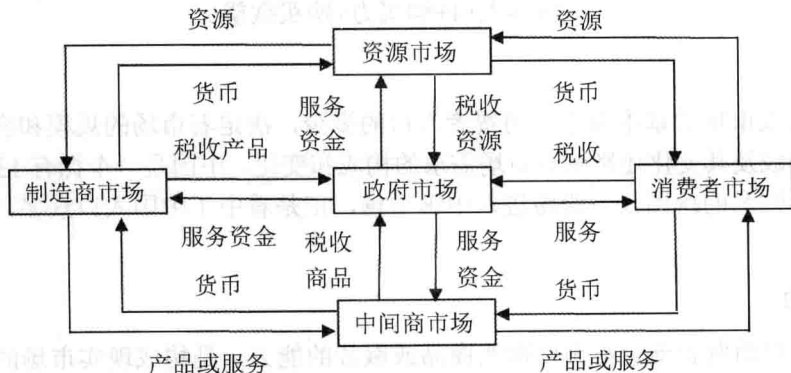 资源
资源
资源市场
货币
服务
资金
税收
资源
货币
税收产品
税收
制造商市场
政府市场
消费者市场
服务资金
税收
商品
服务
资金
服务
货币
货币
中间商市场
产品或服务
产品或服务